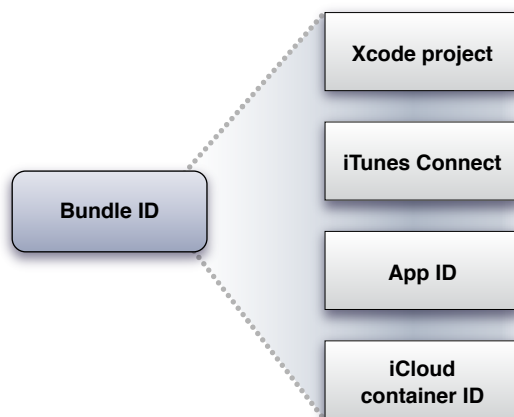 Xcode project
iTunes Connect
Bundle ID
App ID
iCloud
container ID